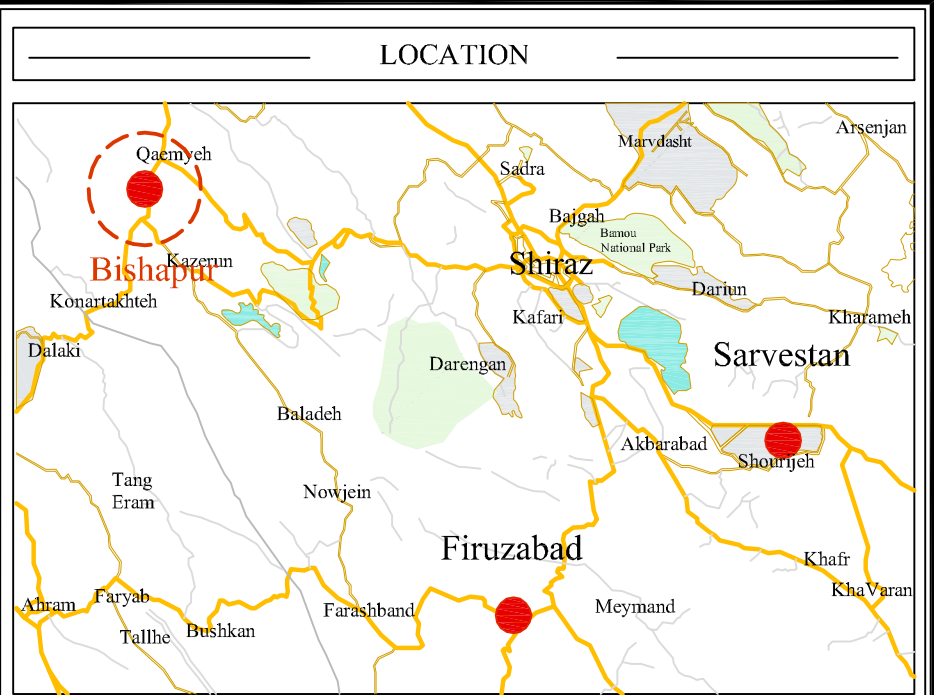 LOCATION
Arsenjan
Marvdasht
Qaemyeh
Sadra
Bajgah
Bamou
National Park
Kazerun
Shiraz
Bishapur
Dariun
Konartakhteh
Kafari
Kharameh
Dalaki
Sarvestan
Darengan
Baladeh
Akbarabad
Shourijeh
Tang
Eram
Nowjein
Firuzabad
Khafr
KhaVaran
Faryab
Ahram
Farashband
Meymand
Bushkan
Tallhe